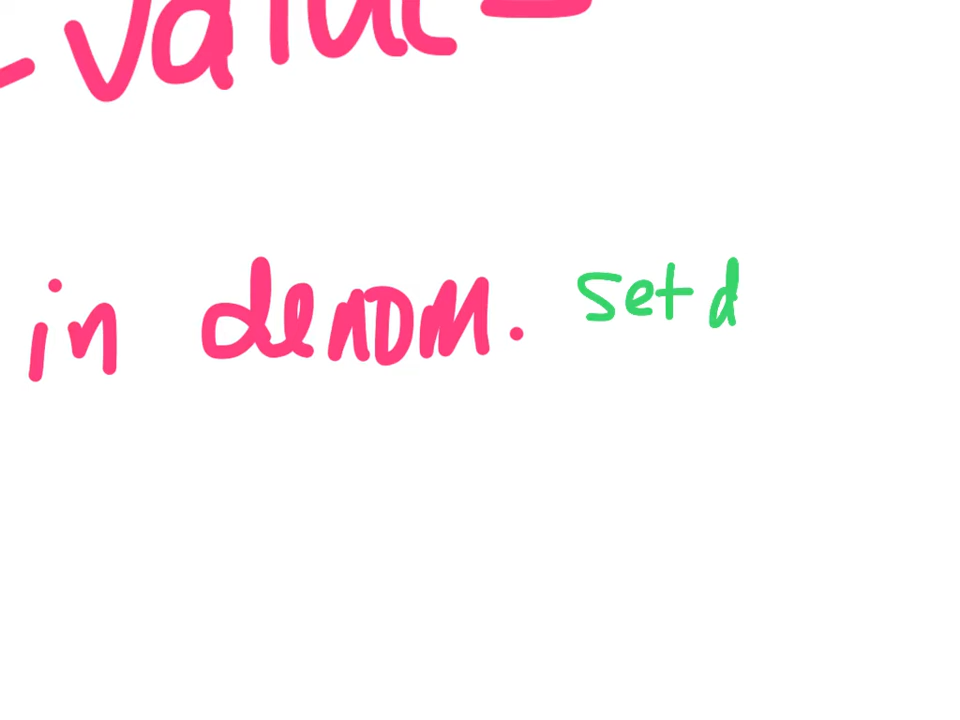 -value =
in denom. set d